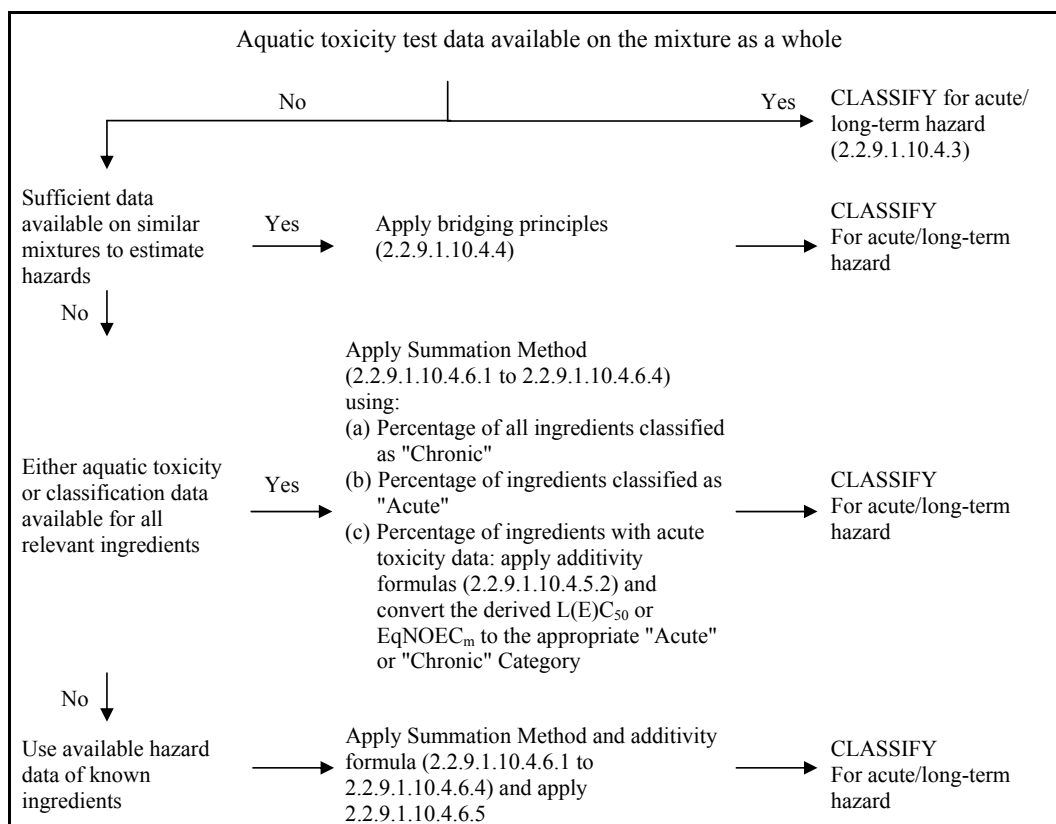 Aquatic toxicity test data available on the mixture as a whole
No
Yes
CLASSIFY for acute/
long-term hazard
(2.2.9.1.10.4.3)
Sufficient data
available on similar
mixtures to estimate
hazards
Yes
Apply bridging principles
(2.2.9.1.10.4.4)
CLASSIFY
For acute/long-term
hazard
No
Either aquatic toxicity
or classification data
available for all
relevant ingredients
Yes
Apply Summation Method
(2.2.9.1.10.4.6.1 to 2.2.9.1.10.4.6.4)
using:
(a) Percentage of all ingredients classified
as "Chronic"
(b) Percentage of ingredients classified as
"Acute"
(c) Percentage of ingredients with acute
toxicity data: apply additivity
formulas (2.2.9.1.10.4.5.2) and
convert the derived L(E)C₅₀ or
EqNOECₘ to the appropriate "Acute"
or "Chronic" Category
CLASSIFY
For acute/long-term
hazard
No
Use available hazard
data of known
ingredients
Apply Summation Method and additivity
formula (2.2.9.1.10.4.6.1 to
2.2.9.1.10.4.6.4) and apply
2.2.9.1.10.4.6.5
CLASSIFY
For acute/long-term
hazard